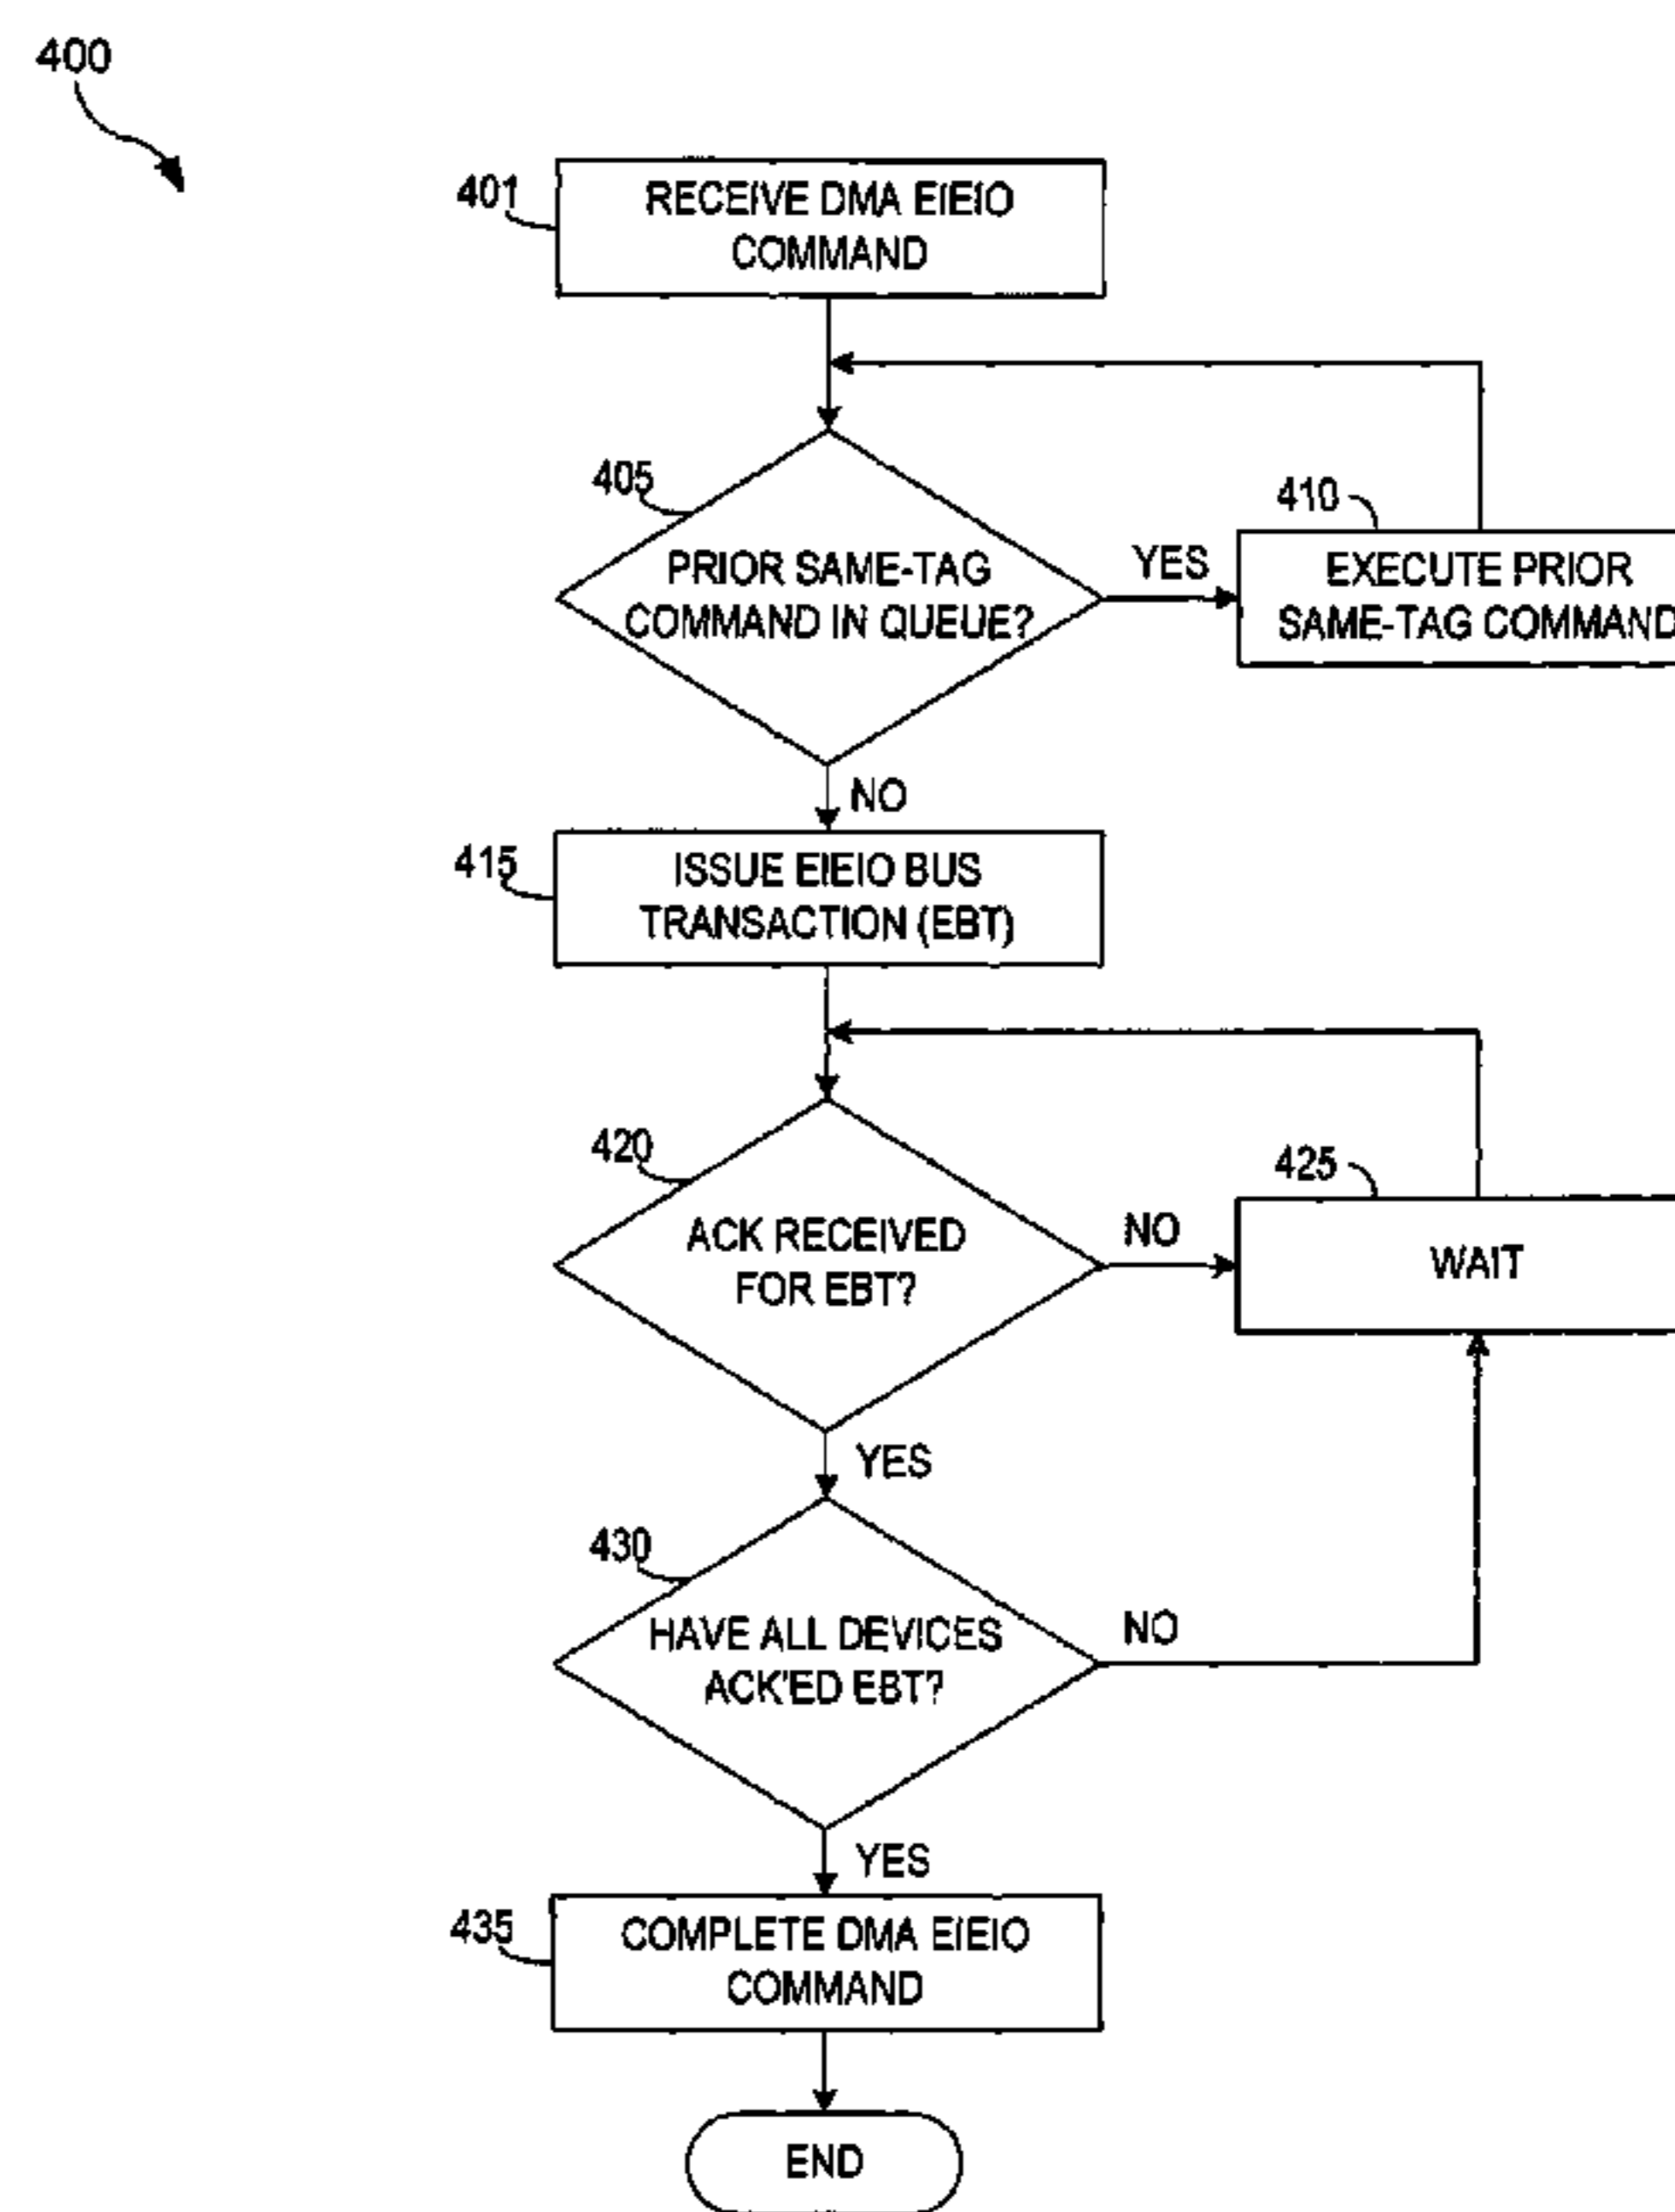 400
401
RECEIVE DMA EIEIO
COMMAND
405
PRIOR SAME-TAG
COMMAND IN QUEUE?
YES
410
EXECUTE PRIOR
SAME-TAG COMMAND
NO
415
ISSUE EIEIO BUS
TRANSACTION (EBT)
420
ACK RECEIVED
FOR EBT?
NO
425
WAIT
YES
430
HAVE ALL DEVICES
ACK'ED EBT?
NO
YES
435
COMPLETE DMA EIEIO
COMMAND
END